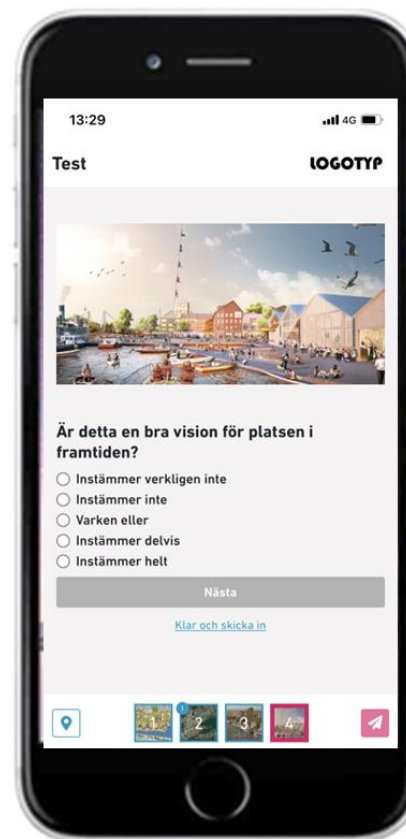 13:29
4G
Test
LOGOTYP
Är detta en bra vision för platsen i
framtiden?
Instämmer verkligen inte
Instämmer inte
Varken eller
Instämmer delvis
Instämmer helt
Nästa
Klar och skicka in
1
1
2
3
4